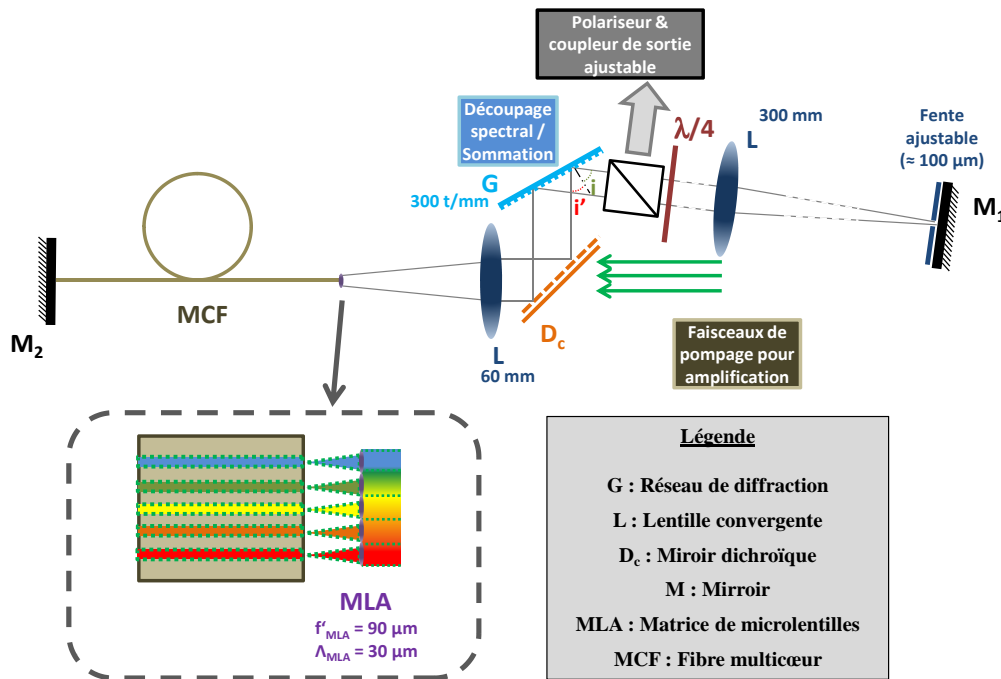 Polariseur &
coupleur de sortie
ajustable
Découpage
spectral /
Sommation
G
300 t/mm
i
i'
λ/4
300 mm
L
Fente
ajustable
(≈ 100 µm)
M1
M2
MCF
L
60 mm
Dc
Faisceaux de
pompage pour
amplification
MLA
f'MLA = 90 µm
ΛMLA = 30 µm
Légende
G : Réseau de diffraction
L : Lentille convergente
Dc : Miroir dichroïque
M : Mirroir
MLA : Matrice de microlentilles
MCF : Fibre multicœur